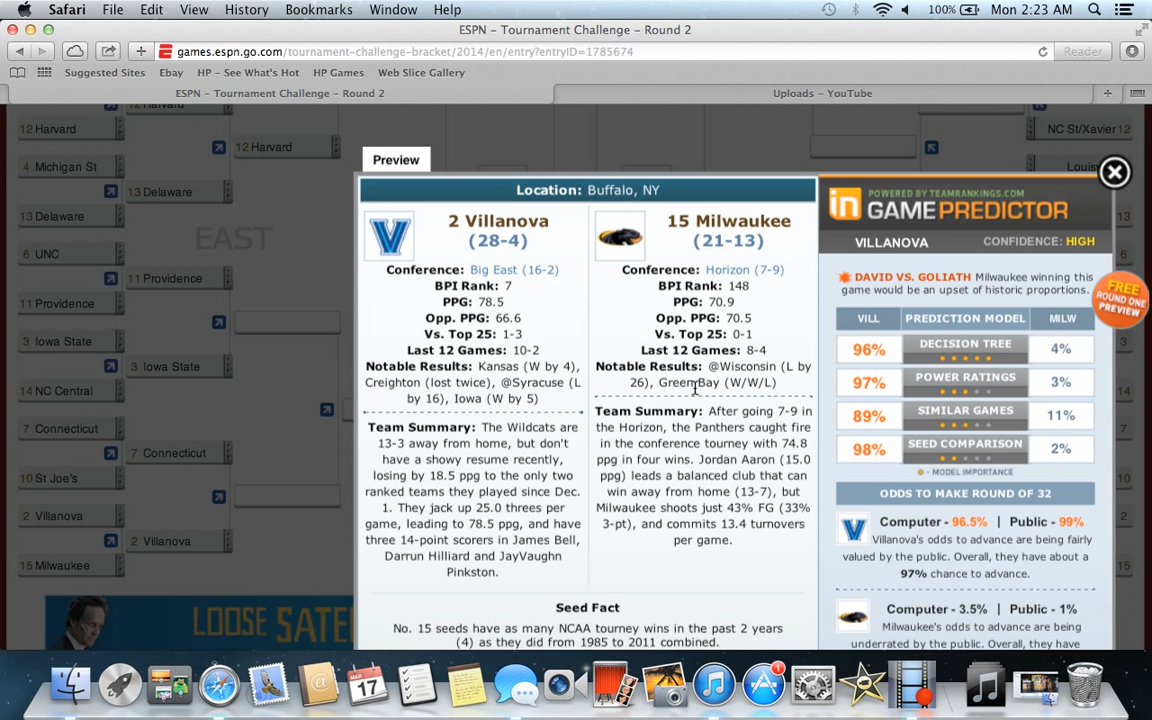 Safari File Edit View History Bookmarks Window Help 100% Mon 2:23 AM
ESPN - Tournament Challenge - Round 2
games.espn.go.com/tournament-challenge-bracket/2014/en/entry?entryID=1785674 Reader
Suggested Sites Ebay HP - See What's Hot HP Games Web Slice Gallery
ESPN - Tournament Challenge - Round 2 Uploads - YouTube
12 Harvard
12 Harvard
12 Harvard
4 Michigan St
13 Delaware
13 Delaware
EAST
6 UNC
11 Providence
11 Providence
3 Iowa State
3 Iowa State
14 NC Central
7 Connecticut
7 Connecticut
10 St Joe's
2 Villanova
2 Villanova
15 Milwaukee
LOOSE
NC St/Xavier 12
13
6
3
7
10
2
15
Preview
Location: Buffalo, NY
2 Villanova
(28-4)
Conference: Big East (16-2)
BPI Rank: 7
PPG: 78.5
Opp. PPG: 66.6
Vs. Top 25: 1-3
Last 12 Games: 10-2
Notable Results: Kansas (W by 4),
Creighton (lost twice), @Syracuse (L
by 16), Iowa (W by 5)
Team Summary: The Wildcats are
13-3 away from home, but don't
have a showy resume recently,
losing by 18.5 ppg to the only two
ranked teams they played since Dec.
1. They jack up 25.0 threes per
game, leading to 78.5 ppg, and have
three 14-point scorers in James Bell,
Darrun Hilliard and JayVaughn
Pinkston.
15 Milwaukee
(21-13)
Conference: Horizon (7-9)
BPI Rank: 148
PPG: 70.9
Opp. PPG: 70.5
Vs. Top 25: 0-1
Last 12 Games: 8-4
Notable Results: @Wisconsin (L by
26), Green Bay (W/W/L)
Team Summary: After going 7-9 in
the Horizon, the Panthers caught fire
in the conference tourney with 74.8
ppg in four wins. Jordan Aaron (15.0
ppg) leads a balanced club that can
win away from home (13-7), but
Milwaukee shoots just 43% FG (33%
3-pt), and commits 13.4 turnovers
per game.
Seed Fact
No. 15 seeds have as many NCAA tourney wins in the past 2 years
(4) as they did from 1985 to 2011 combined.
in POWERED BY TEAMRANKINGS.COM
GAMEPREDICTOR
VILLANOVA CONFIDENCE: HIGH
DAVID VS. GOLIATH Milwaukee winning this
game would be an upset of historic proportions.
FREE
ROUND ONE
PREVIEW
VILL PREDICTION MODEL MILW
96% DECISION TREE 4%
97% POWER RATINGS 3%
89% SIMILAR GAMES 11%
98% SEED COMPARISON 2%
- MODEL IMPORTANCE
ODDS TO MAKE ROUND OF 32
Computer - 96.5% | Public - 99%
Villanova's odds to advance are being fairly
valued by the public. Overall, they have about a
97% chance to advance.
Computer - 3.5% | Public - 1%
Milwaukee's odds to advance are being
underrated by the public. Overall, they have
MAR
17
1